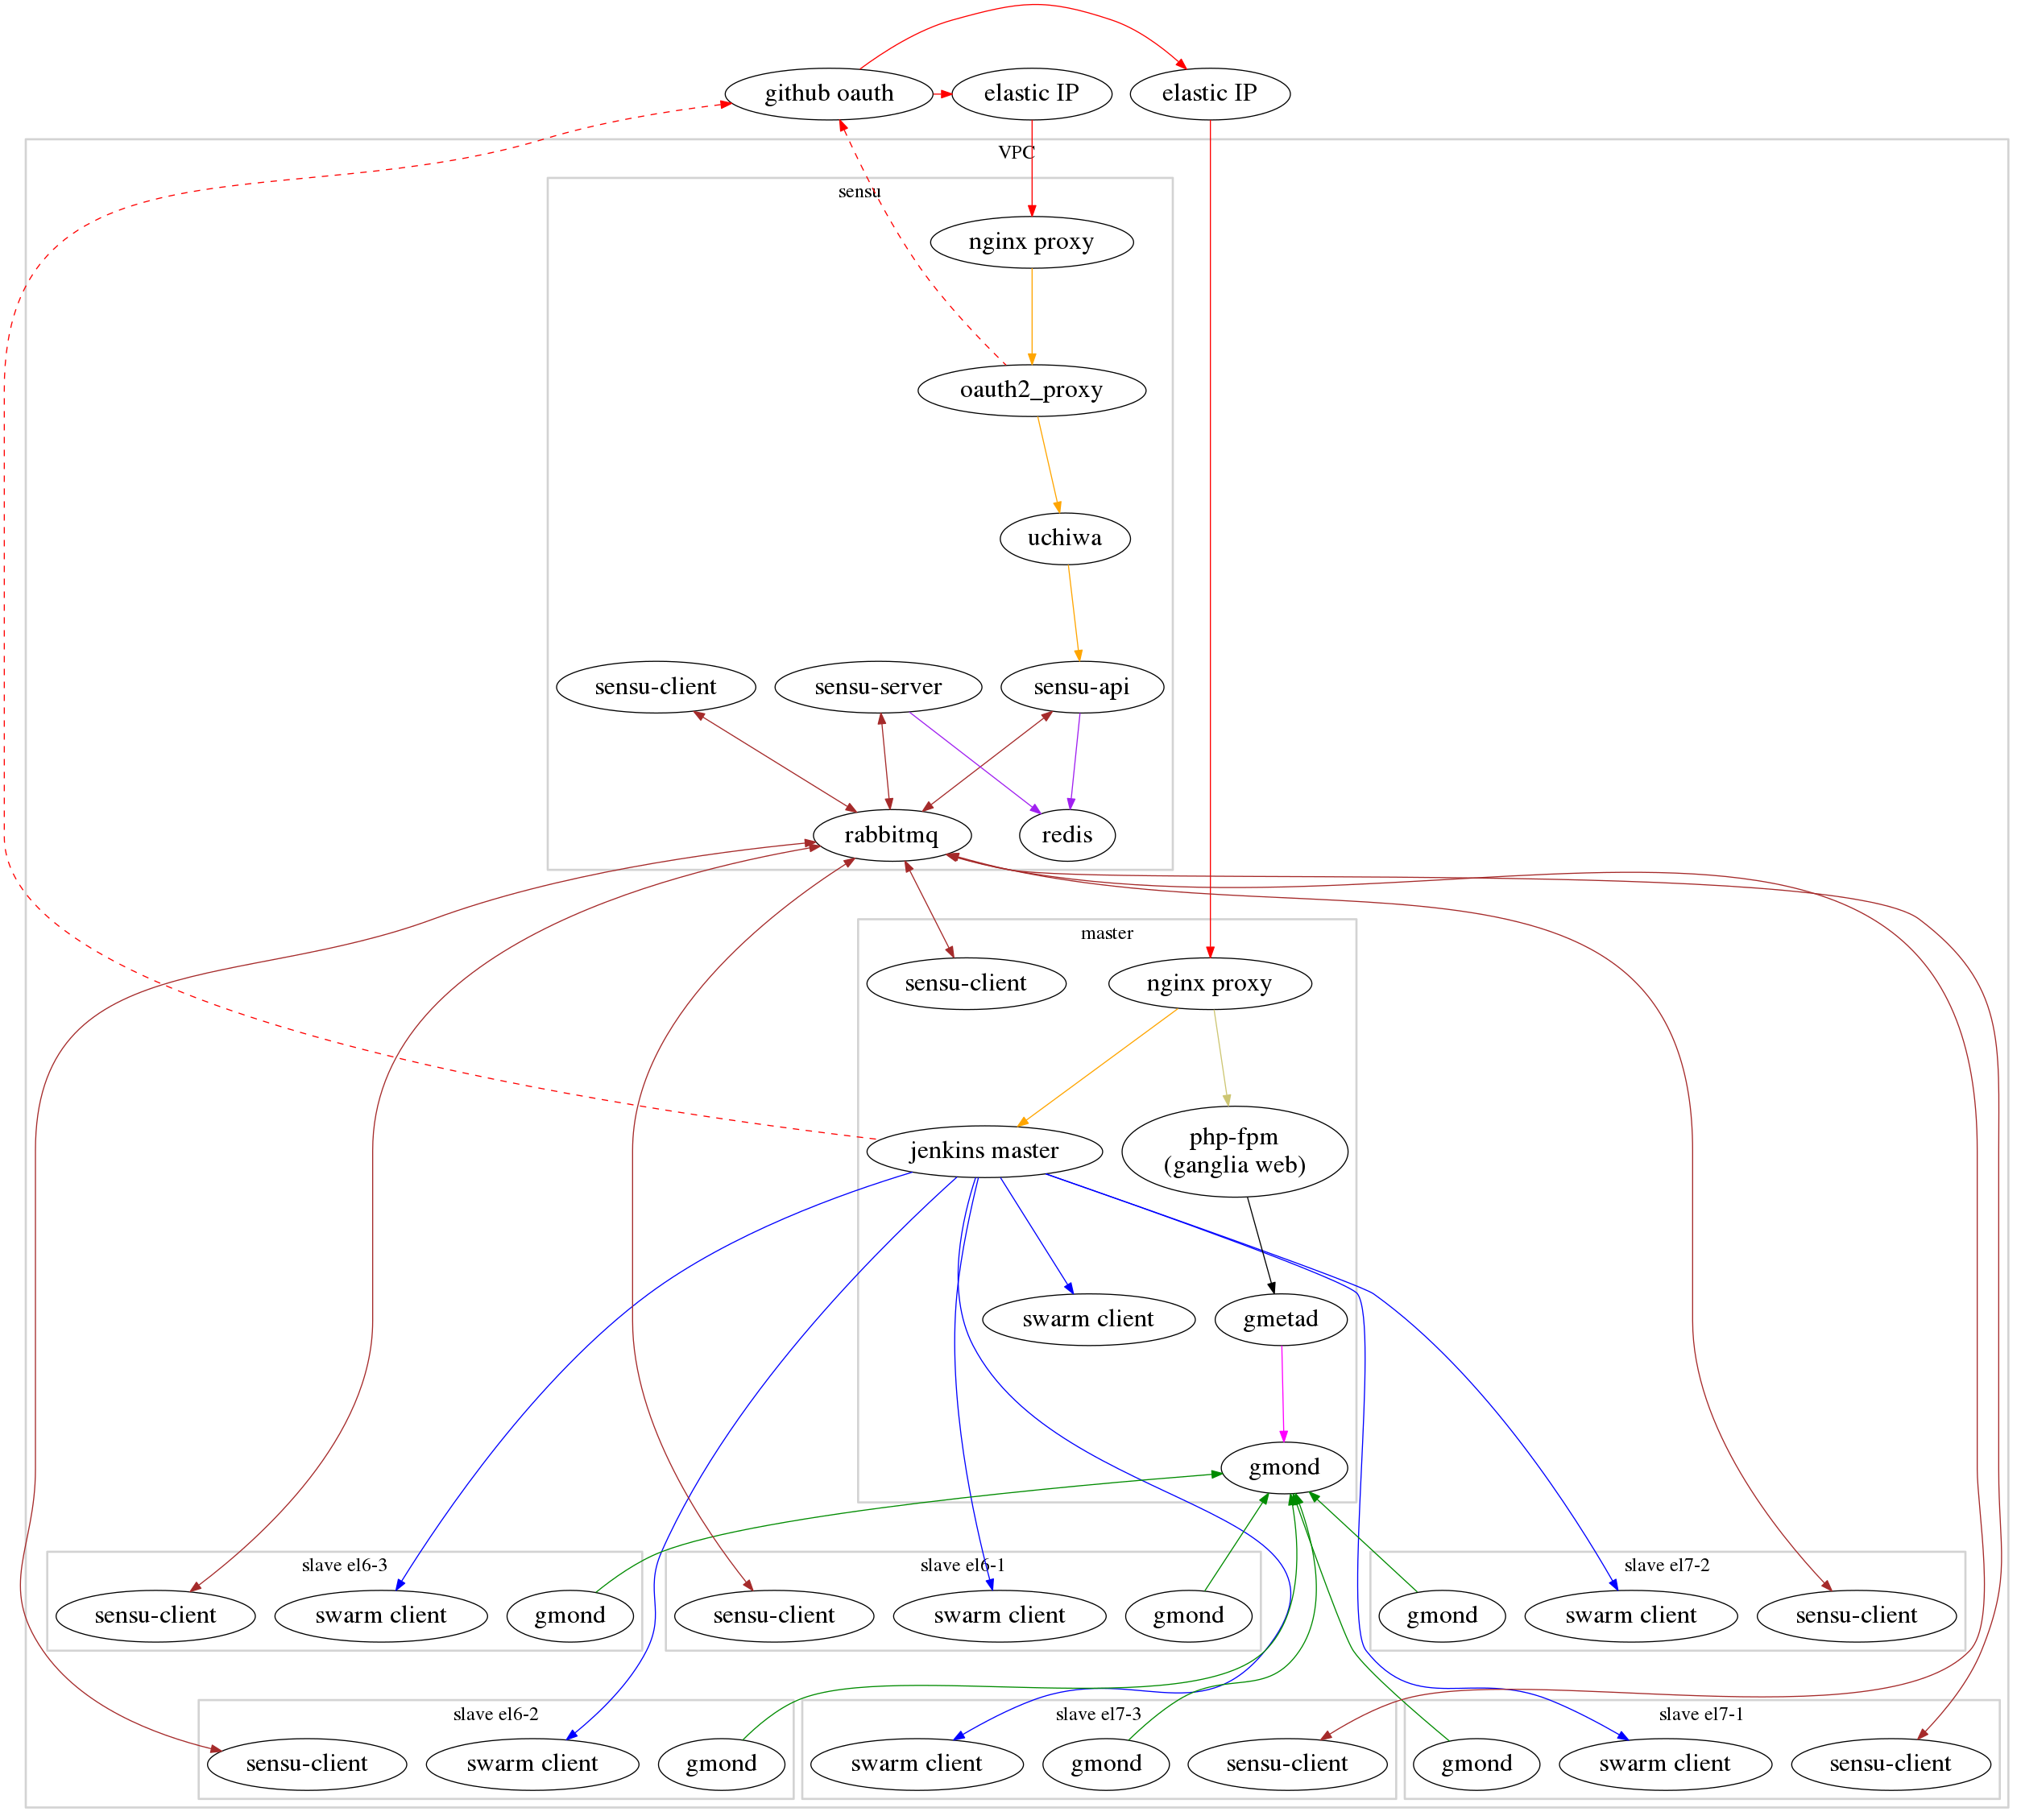 github oauth
elastic IP
elastic IP
VPC
sensu
nginx proxy
oauth2_proxy
uchiwa
sensu-client
sensu-server
sensu-api
rabbitmq
redis
master
sensu-client
nginx proxy
jenkins master
php-fpm
(ganglia web)
swarm client
gmetad
gmond
slave el6-3
sensu-client
swarm client
gmond
slave el6-1
sensu-client
swarm client
gmond
slave el7-2
gmond
swarm client
sensu-client
slave el6-2
sensu-client
swarm client
gmond
slave el7-3
swarm client
gmond
sensu-client
slave el7-1
gmond
swarm client
sensu-client